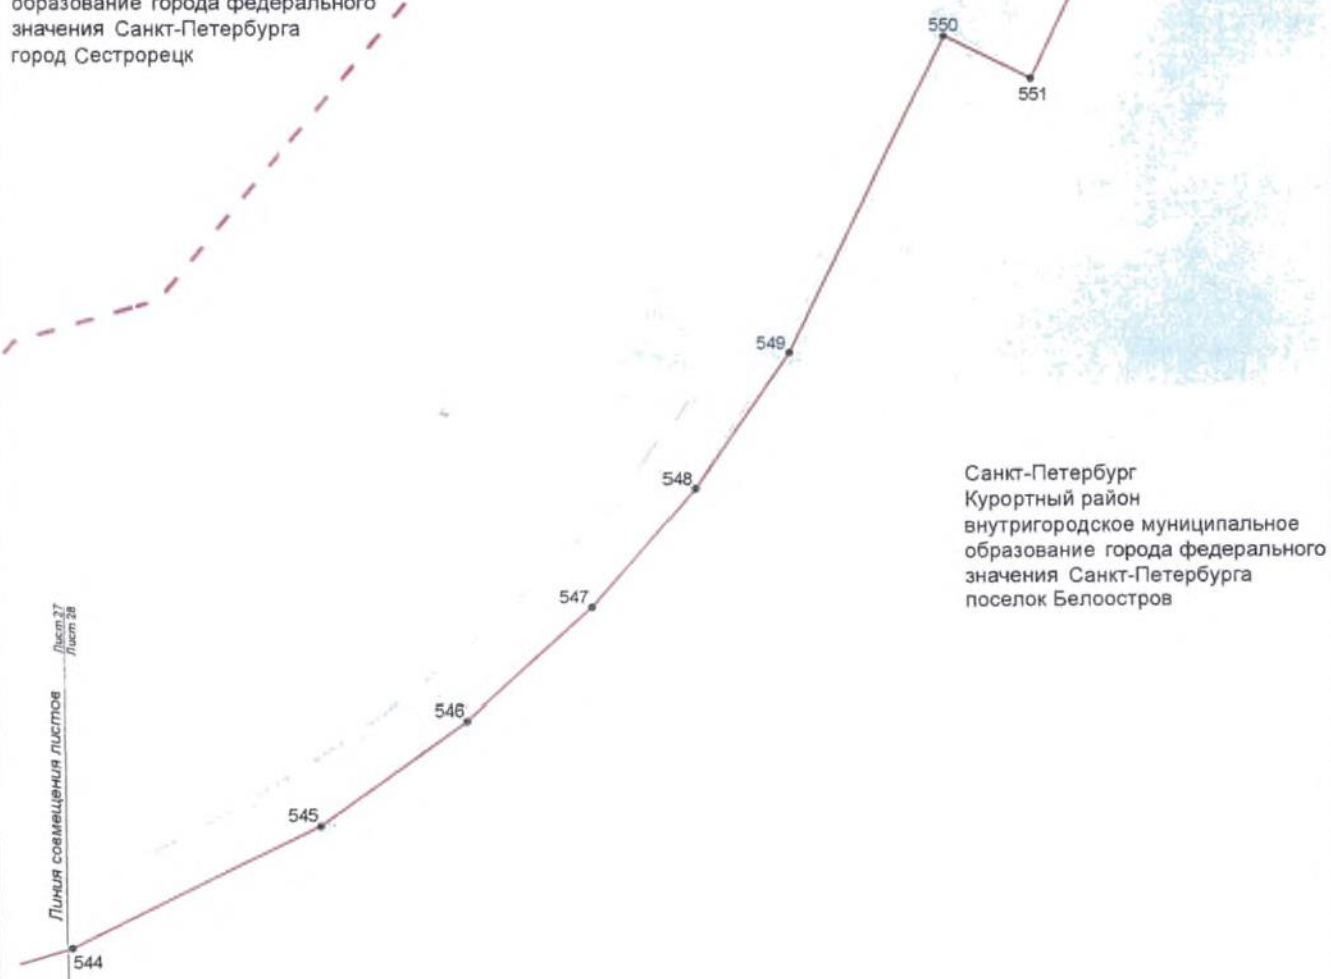 образование города федерального
значения Санкт-Петербурга
город Сестрорецк
550
551
549
548
Санкт-Петербург
Курортный район
внутригородское муниципальное
образование города федерального
значения Санкт-Петербурга
поселок Белоостров
547
Лист 27
Лист 28
Линия совмещения листов
546
545
544